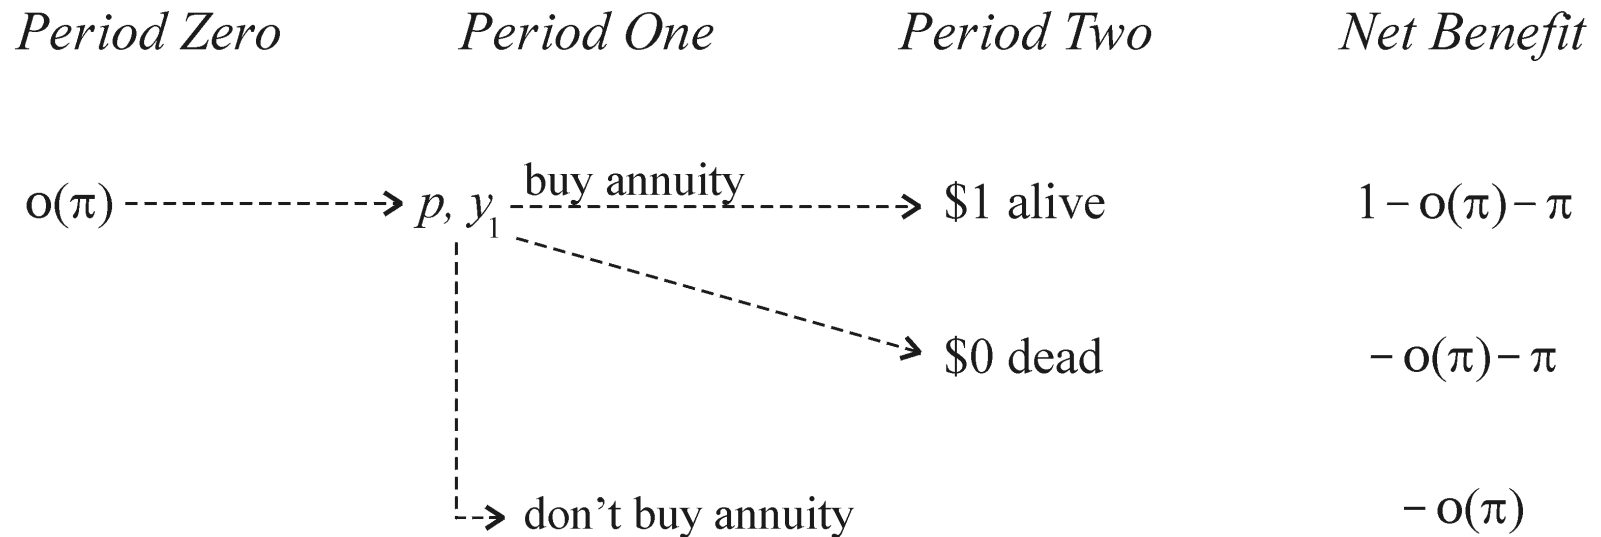 Period Zero Period One Period Two Net Benefit
buy annuity
o(π) p, y₁ $1 alive 1 – o(π) – π
$0 dead – o(π) – π
don’t buy annuity – o(π)